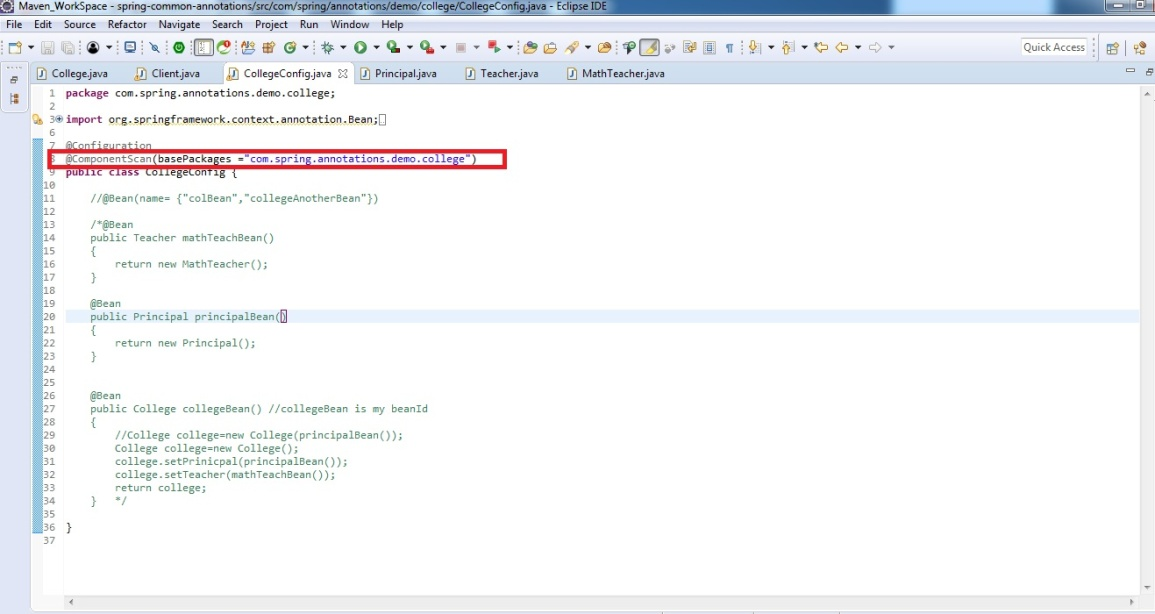 Maven_WorkSpace - spring-common-annotations/src/com/spring/annotations/demo/college/CollegeConfig.java - Eclipse IDE
File Edit Source Refactor Navigate Search Project Run Window Help
Quick Access
College.java Client.java CollegeConfig.java Principal.java Teacher.java MathTeacher.java
1 package com.spring.annotations.demo.college;
2
3 import org.springframework.context.annotation.Bean;
6
7 @Configuration
8 @ComponentScan(basePackages ="com.spring.annotations.demo.college")
9 public class CollegeConfig {
10
11 //@Bean(name= {"colBean","collegeAnotherBean"})
12
13 /*@Bean
14 public Teacher mathTeachBean()
15 {
16 return new MathTeacher();
17 }
18
19 @Bean
20 public Principal principalBean()
21 {
22 return new Principal();
23 }
24
25
26 @Bean
27 public College collegeBean() //collegeBean is my beanId
28 {
29 //College college=new College(principalBean());
30 College college=new College();
31 college.setPrinicpal(principalBean());
32 college.setTeacher(mathTeachBean());
33 return college;
34 } */
35
36 }
37